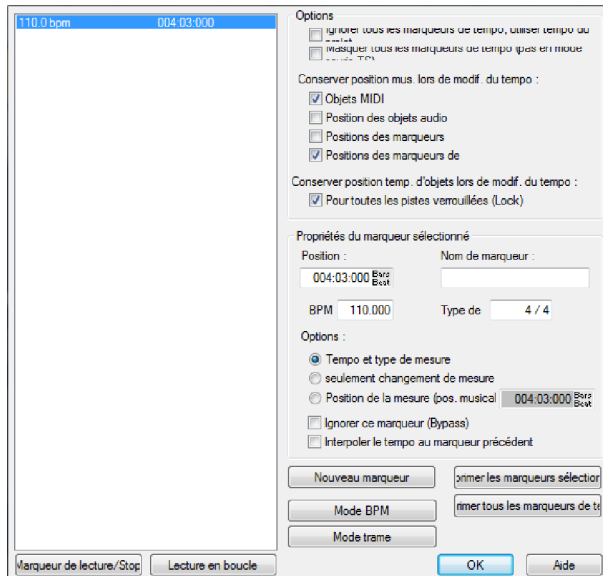 110.0 bpm 004:03:000
Options
Ignorer tous les marqueurs de tempo, utiliser tempo du
projet
Masquer tous les marqueurs de tempo (pas en mode
souris TS)
Conserver position mus. lors de modif. du tempo :
Objets MIDI
Position des objets audio
Positions des marqueurs
Positions des marqueurs de
Conserver position temp. d'objets lors de modif. du tempo :
Pour toutes les pistes verrouillées (Lock)
Propriétés du marqueur sélectionné
Position : Nom de marqueur :
004:03:000 Bars
Beat
BPM 110.000 Type de 4 / 4
Options :
Tempo et type de mesure
seulement changement de mesure
Position de la mesure (pos. musical 004:03:000 Bars
Beat
Ignorer ce marqueur (Bypass)
Interpoler le tempo au marqueur précédent
Nouveau marqueur primer les marqueurs sélection
Mode BPM rimer tous les marqueurs de te
Mode trame
Marqueur de lecture/Stop Lecture en boucle OK Aide